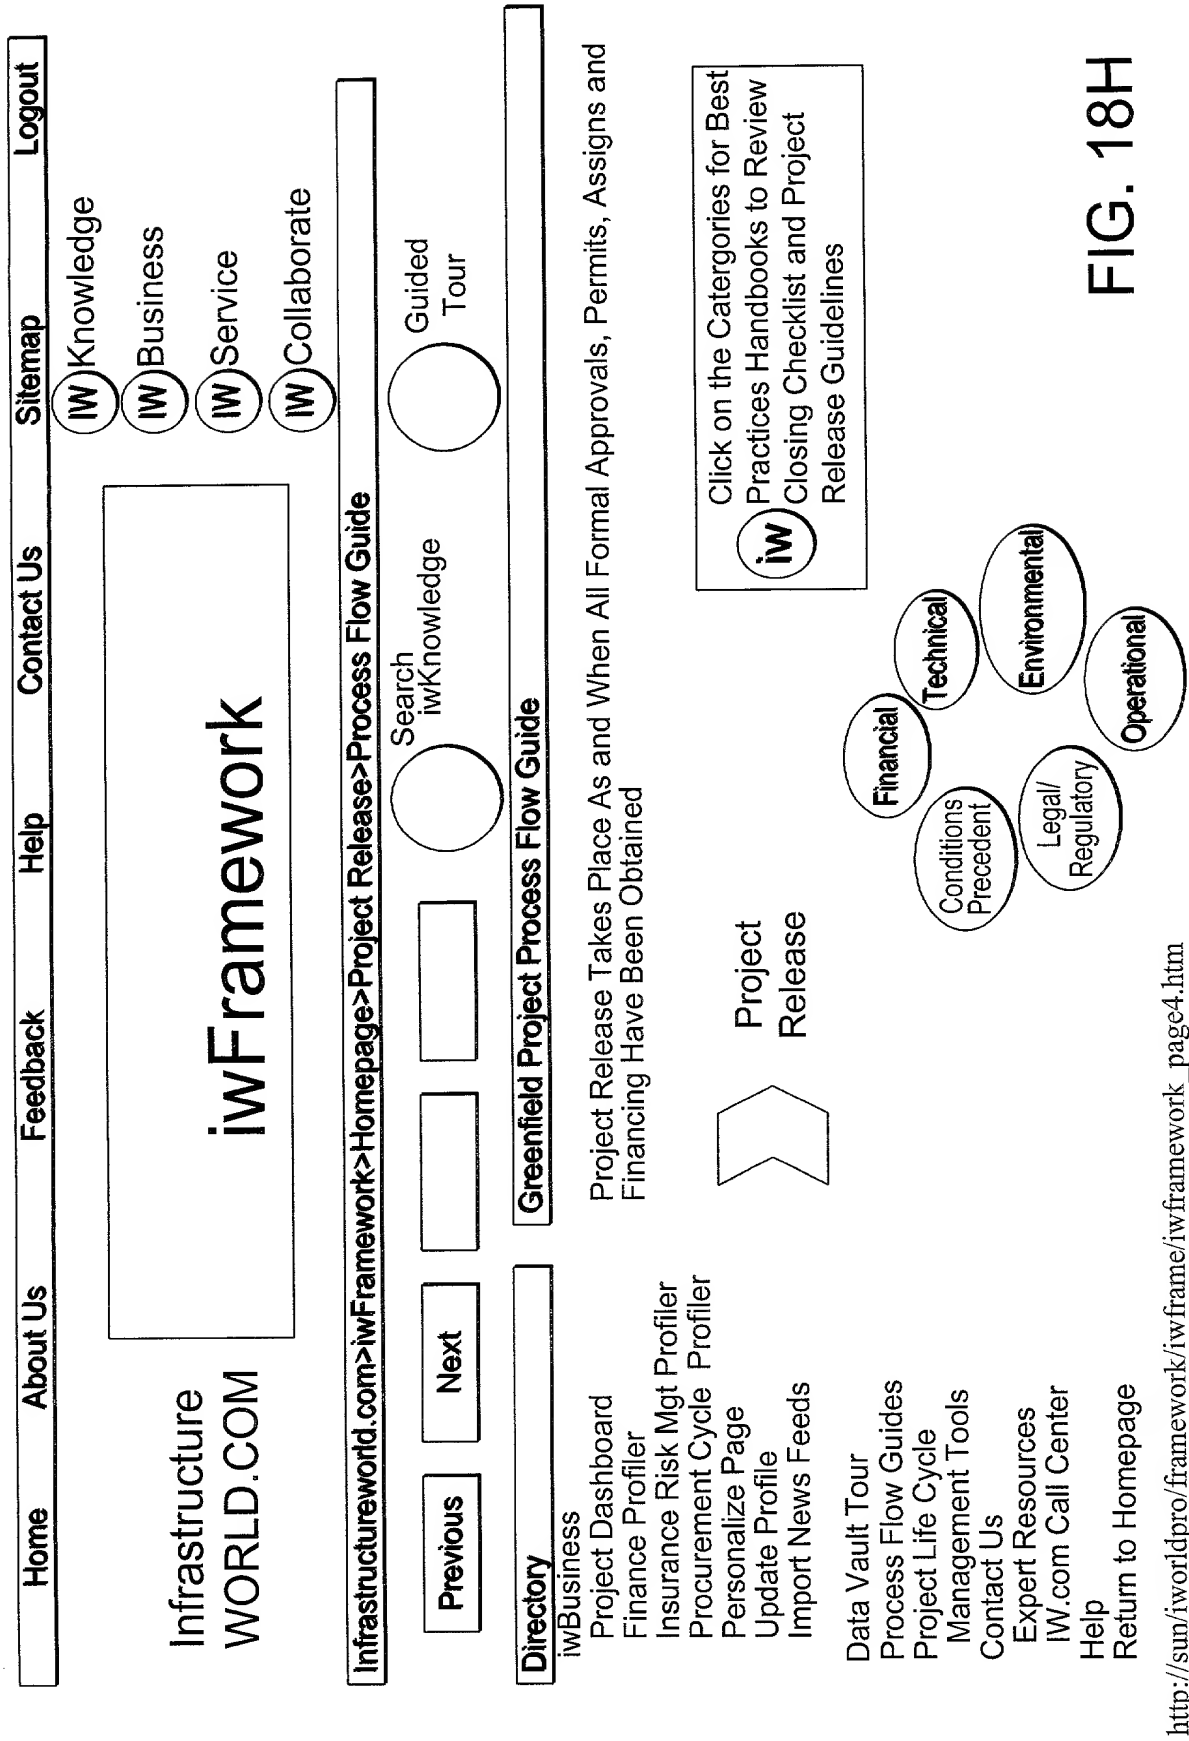 Home About Us Feedback Help Contact Us Sitemap Logout
Infrastructure
WORLD.COM
iwFramework
IW Knowledge
IW Business
IW Service
IW Collaborate
Infrastructureworld.com>iwFramework>Homepage>Project Release>Process Flow Guide
Previous
Next
Search
iwKnowledge
Guided
Tour
Directory
iwBusiness
Project Dashboard
Finance Profiler
Insurance Risk Mgt Profiler
Procurement Cycle Profiler
Personalize Page
Update Profile
Import News Feeds
Data Vault Tour
Process Flow Guides
Project Life Cycle
Management Tools
Contact Us
Expert Resources
IW.com Call Center
Help
Return to Homepage
Greenfield Project Process Flow Guide
Project Release Takes Place As and When All Formal Approvals, Permits, Assigns and
Financing Have Been Obtained
Project
Release
iw
Click on the Catergories for Best
Practices Handbooks to Review
Closing Checklist and Project
Release Guidelines
Financial
Technical
Environmental
Operational
Legal/
Regulatory
Conditions
Precedent
http://sun/iworldpro/framework/iwframe/iwframework_page4.htm
FIG. 18H